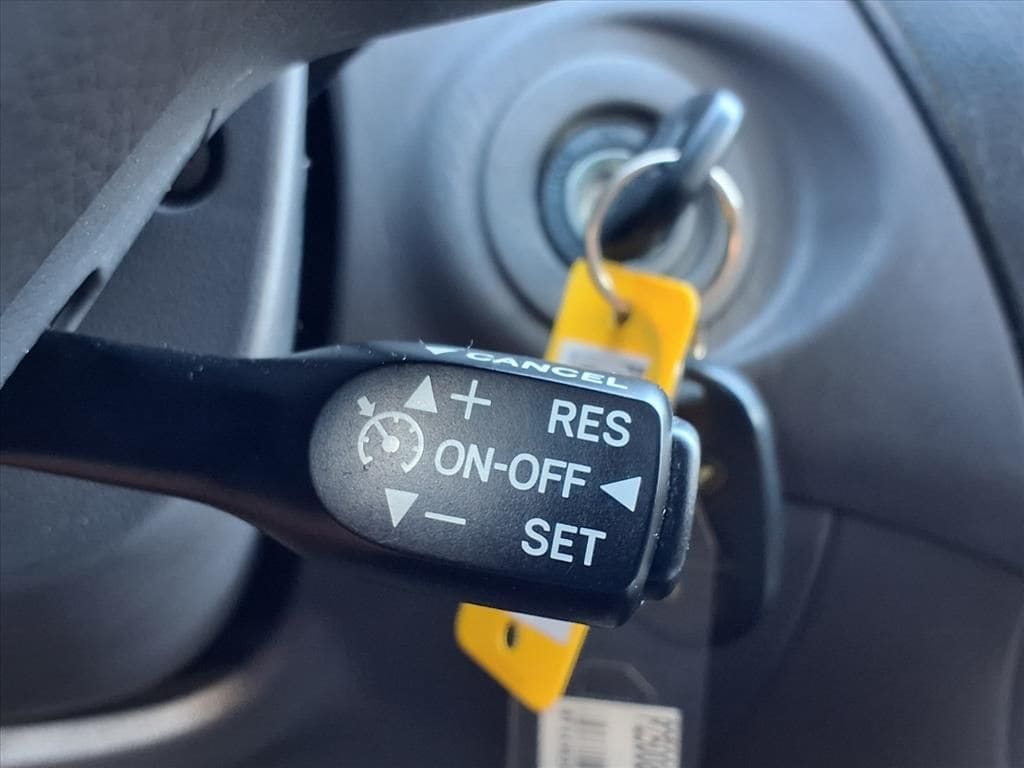 CANCEL
+ RES
ON-OFF
– SET